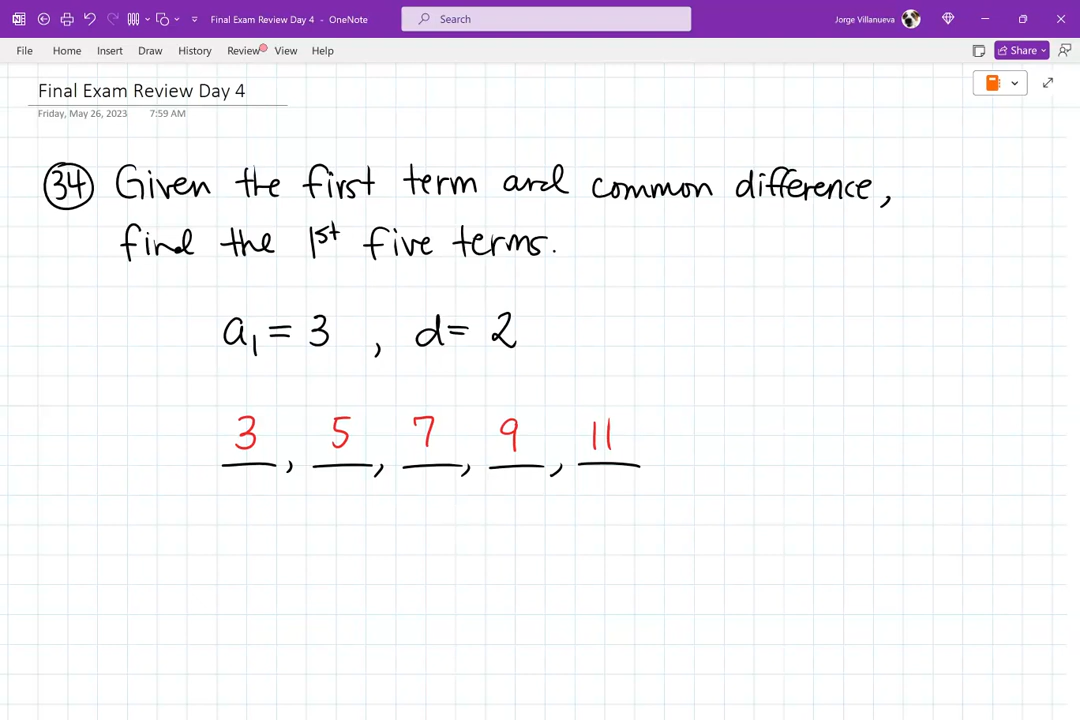 Final Exam Review Day 4 - OneNote
Search
Jorge Villanueva
File Home Insert Draw History Review View Help
Share
Final Exam Review Day 4
Friday, May 26, 2023 7:59 AM
34 Given the first term and common difference,
find the 1st five terms.
a₁ = 3 , d = 2
3, 5, 7, 9, 11